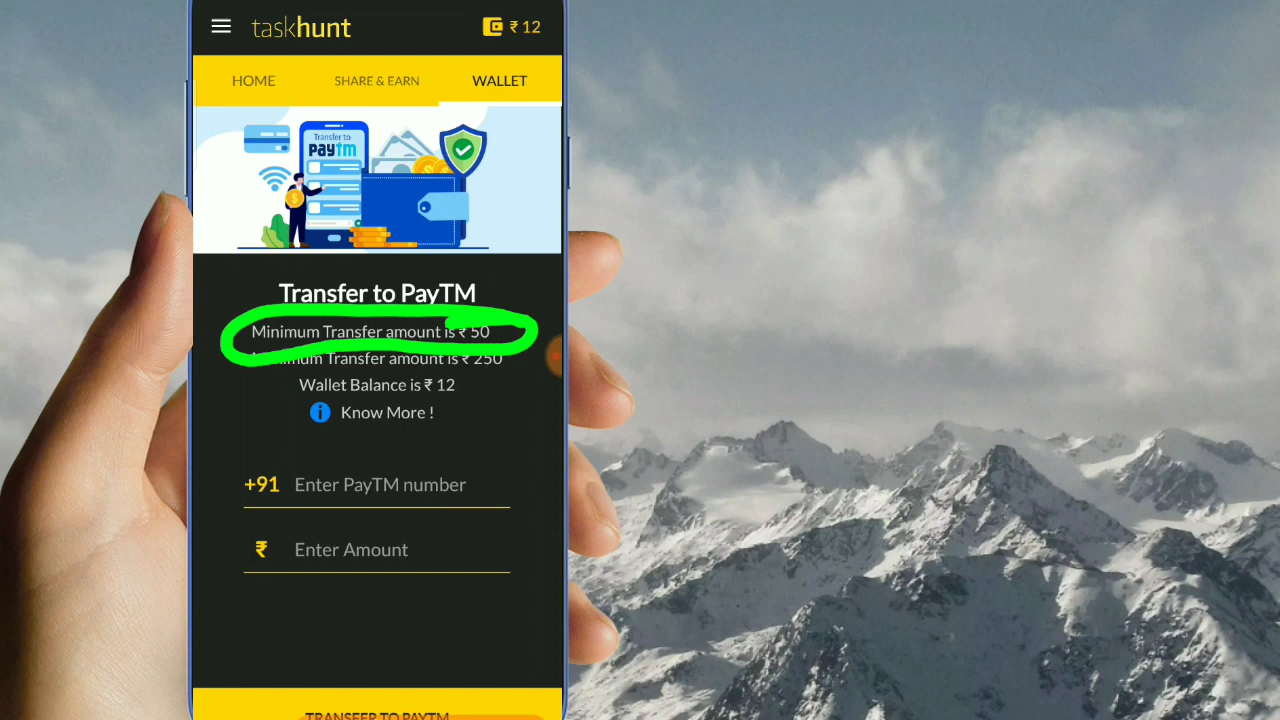 taskhunt
₹ 12
HOME
SHARE & EARN
WALLET
Transfer to
paytm
Transfer to PayTM
Minimum Transfer amount is ₹ 50
Transfer amount is ₹ 250
Wallet Balance is ₹ 12
Know More !
+91 Enter PayTM number
₹ Enter Amount
TRANSFER TO PAYTM